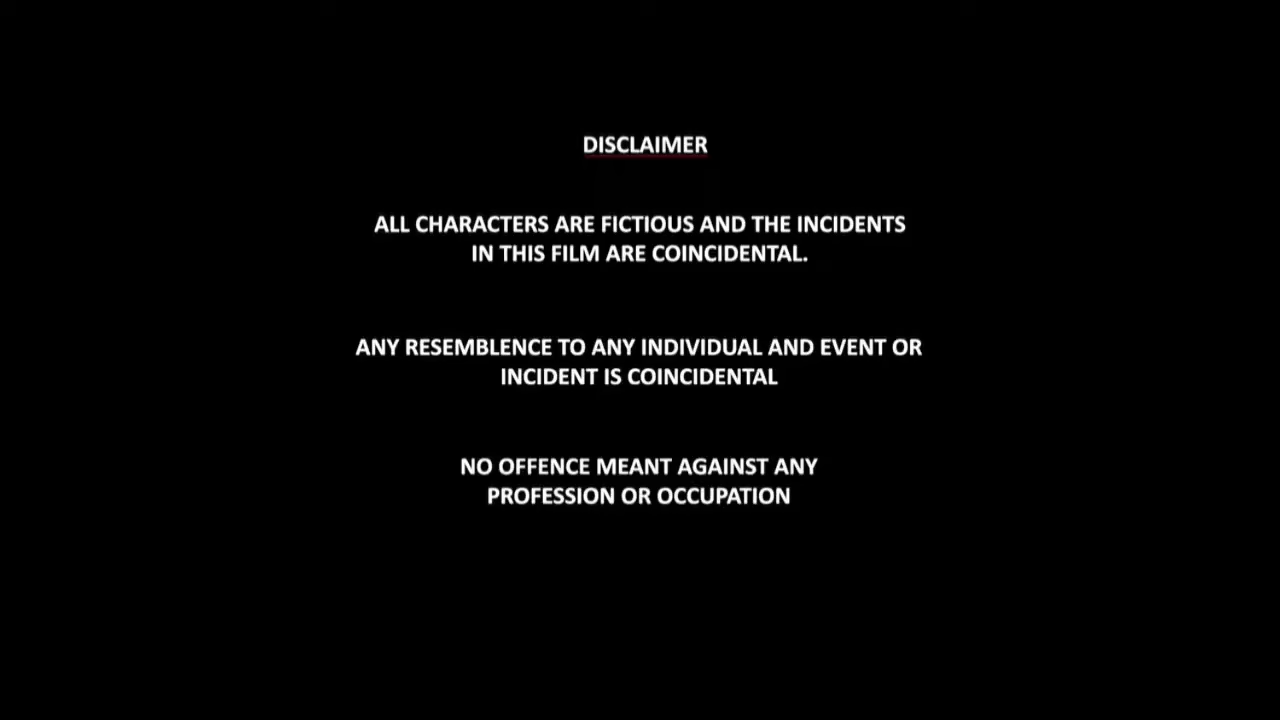 DISCLAIMER
ALL CHARACTERS ARE FICTIOUS AND THE INCIDENTS
IN THIS FILM ARE COINCIDENTAL.
ANY RESEMBLENCE TO ANY INDIVIDUAL AND EVENT OR
INCIDENT IS COINCIDENTAL
NO OFFENCE MEANT AGAINST ANY
PROFESSION OR OCCUPATION